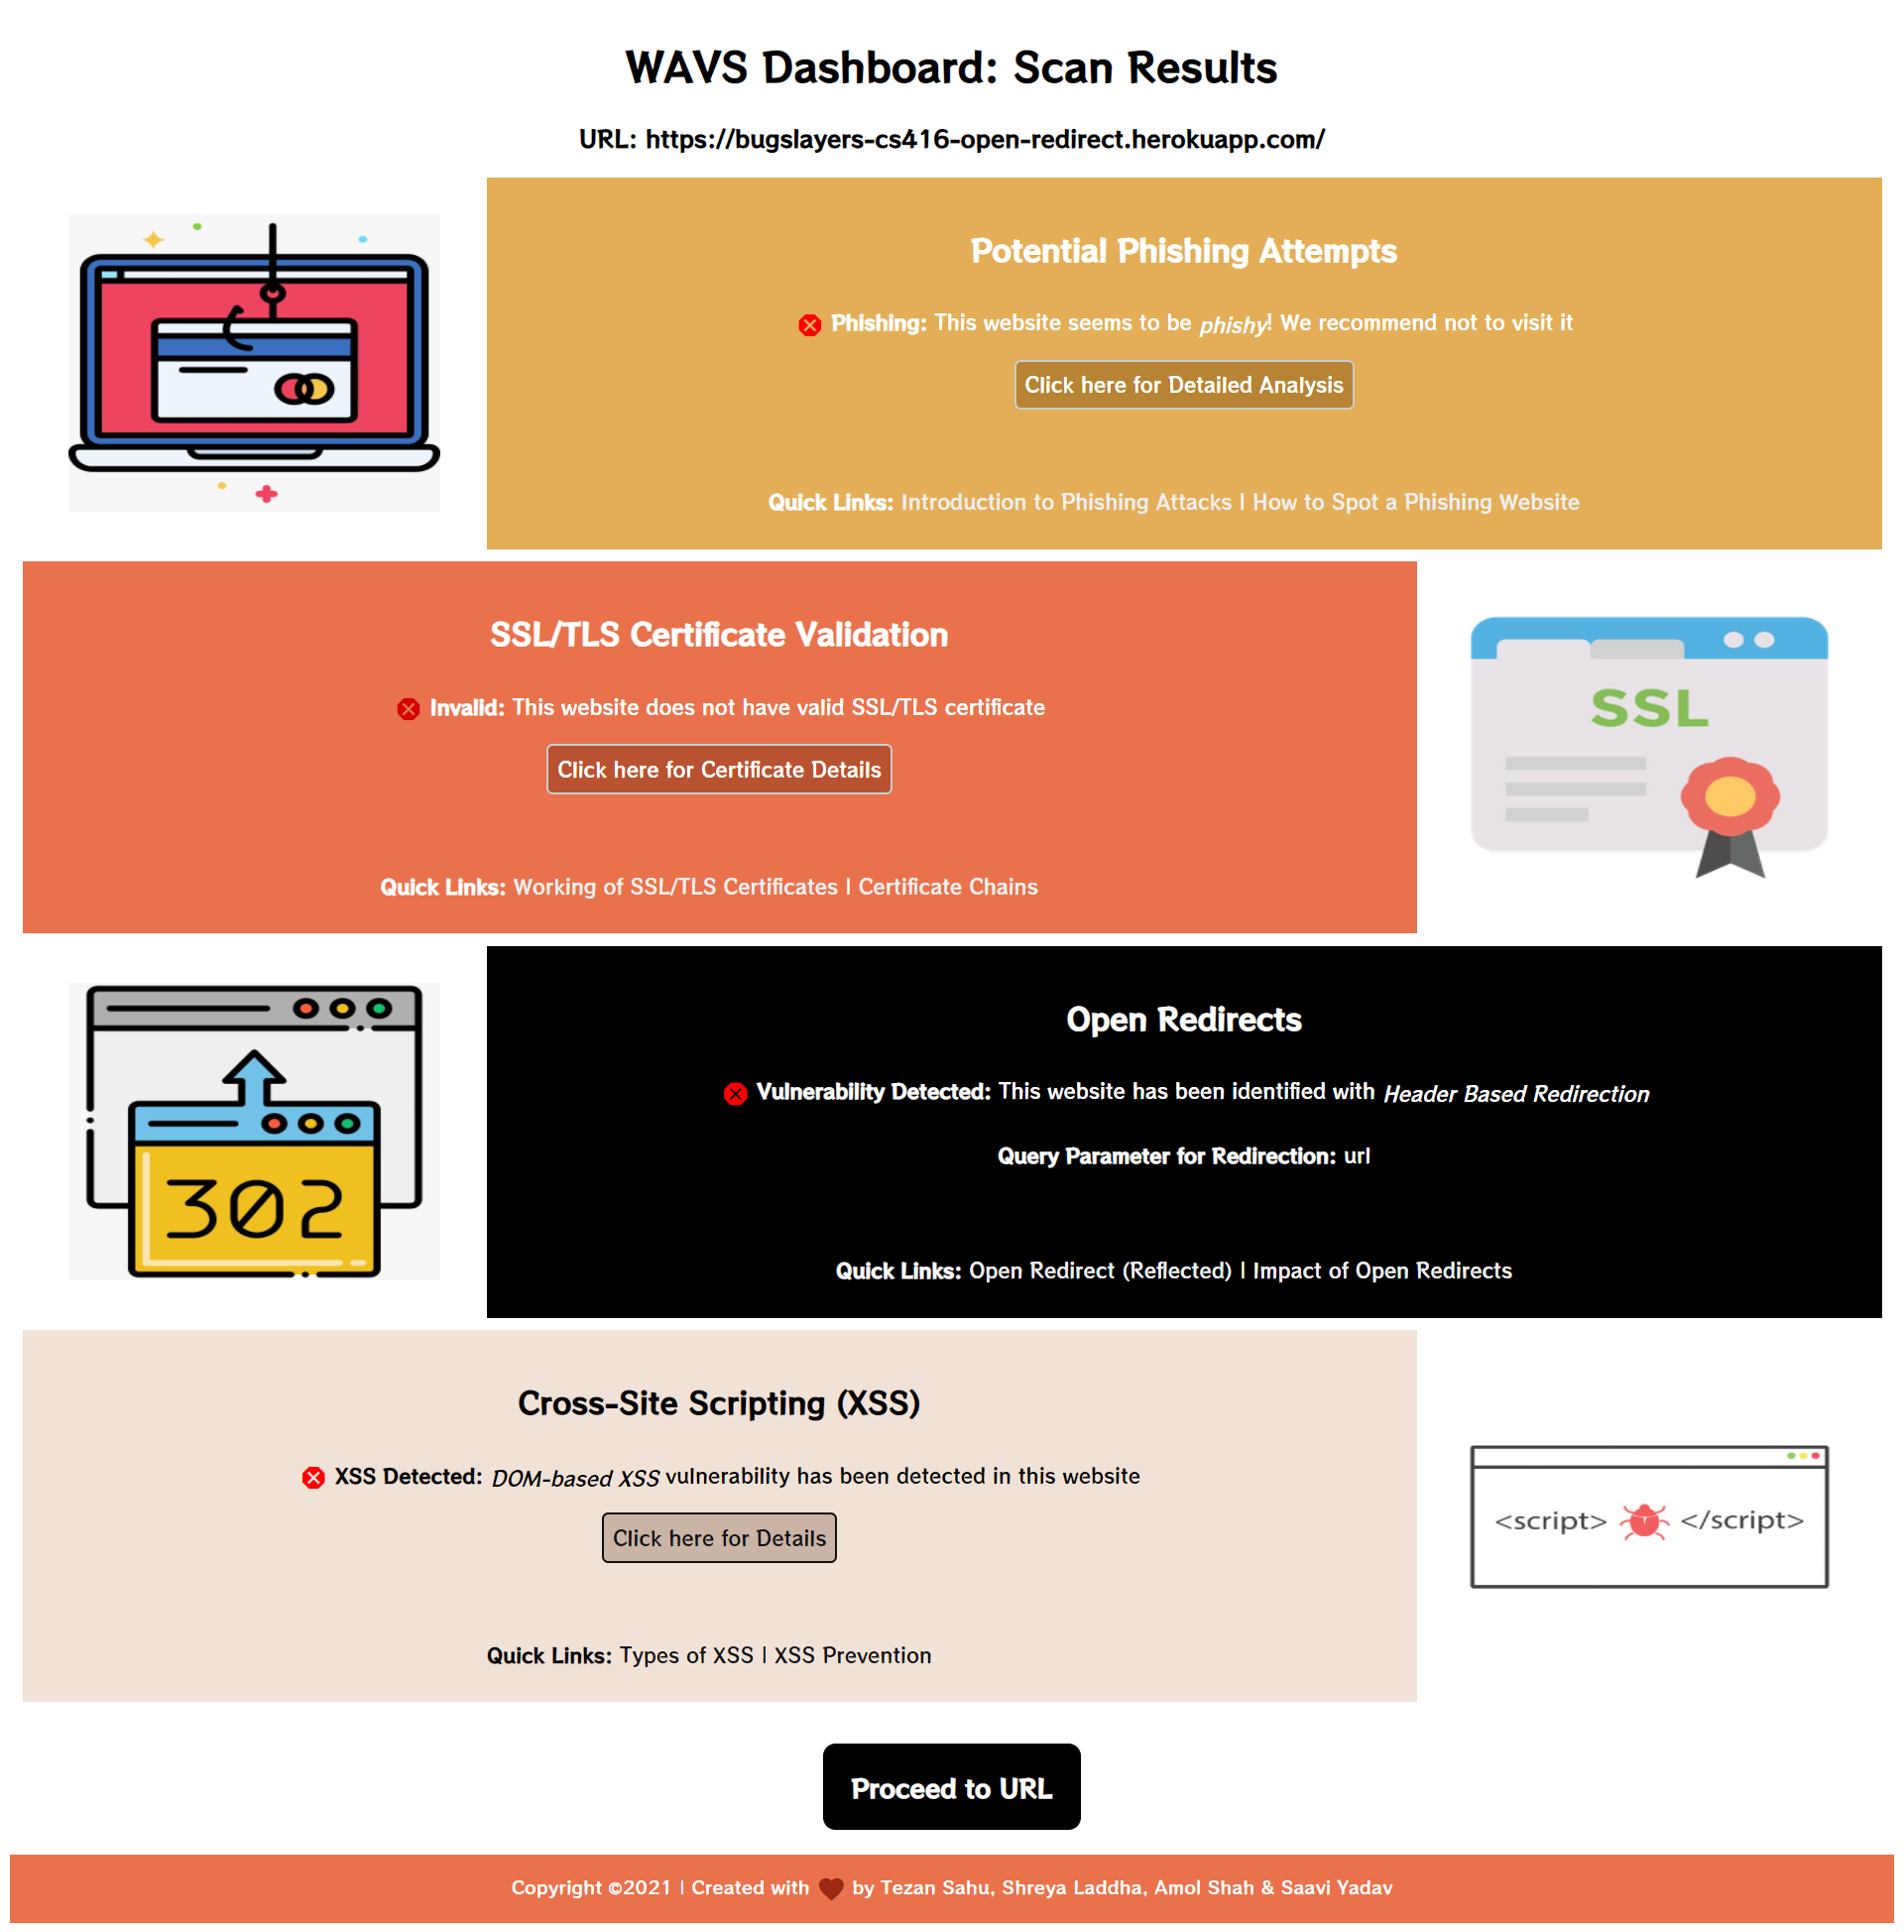 WAVS Dashboard: Scan Results
URL: https://bugslayers-cs416-open-redirect.herokuapp.com/
Potential Phishing Attempts
Phishing: This website seems to be phishy! We recommend not to visit it
Click here for Detailed Analysis
Quick Links: Introduction to Phishing Attacks | How to Spot a Phishing Website
SSL/TLS Certificate Validation
Invalid: This website does not have valid SSL/TLS certificate
Click here for Certificate Details
Quick Links: Working of SSL/TLS Certificates | Certificate Chains
SSL
302
Open Redirects
Vulnerability Detected: This website has been identified with Header Based Redirection
Query Parameter for Redirection: url
Quick Links: Open Redirect (Reflected) | Impact of Open Redirects
Cross-Site Scripting (XSS)
XSS Detected: DOM-based XSS vulnerability has been detected in this website
Click here for Details
Quick Links: Types of XSS | XSS Prevention
<script> </script>
Proceed to URL
Copyright ©2021 | Created with ♥ by Tezan Sahu, Shreya Laddha, Amol Shah & Saavi Yadav